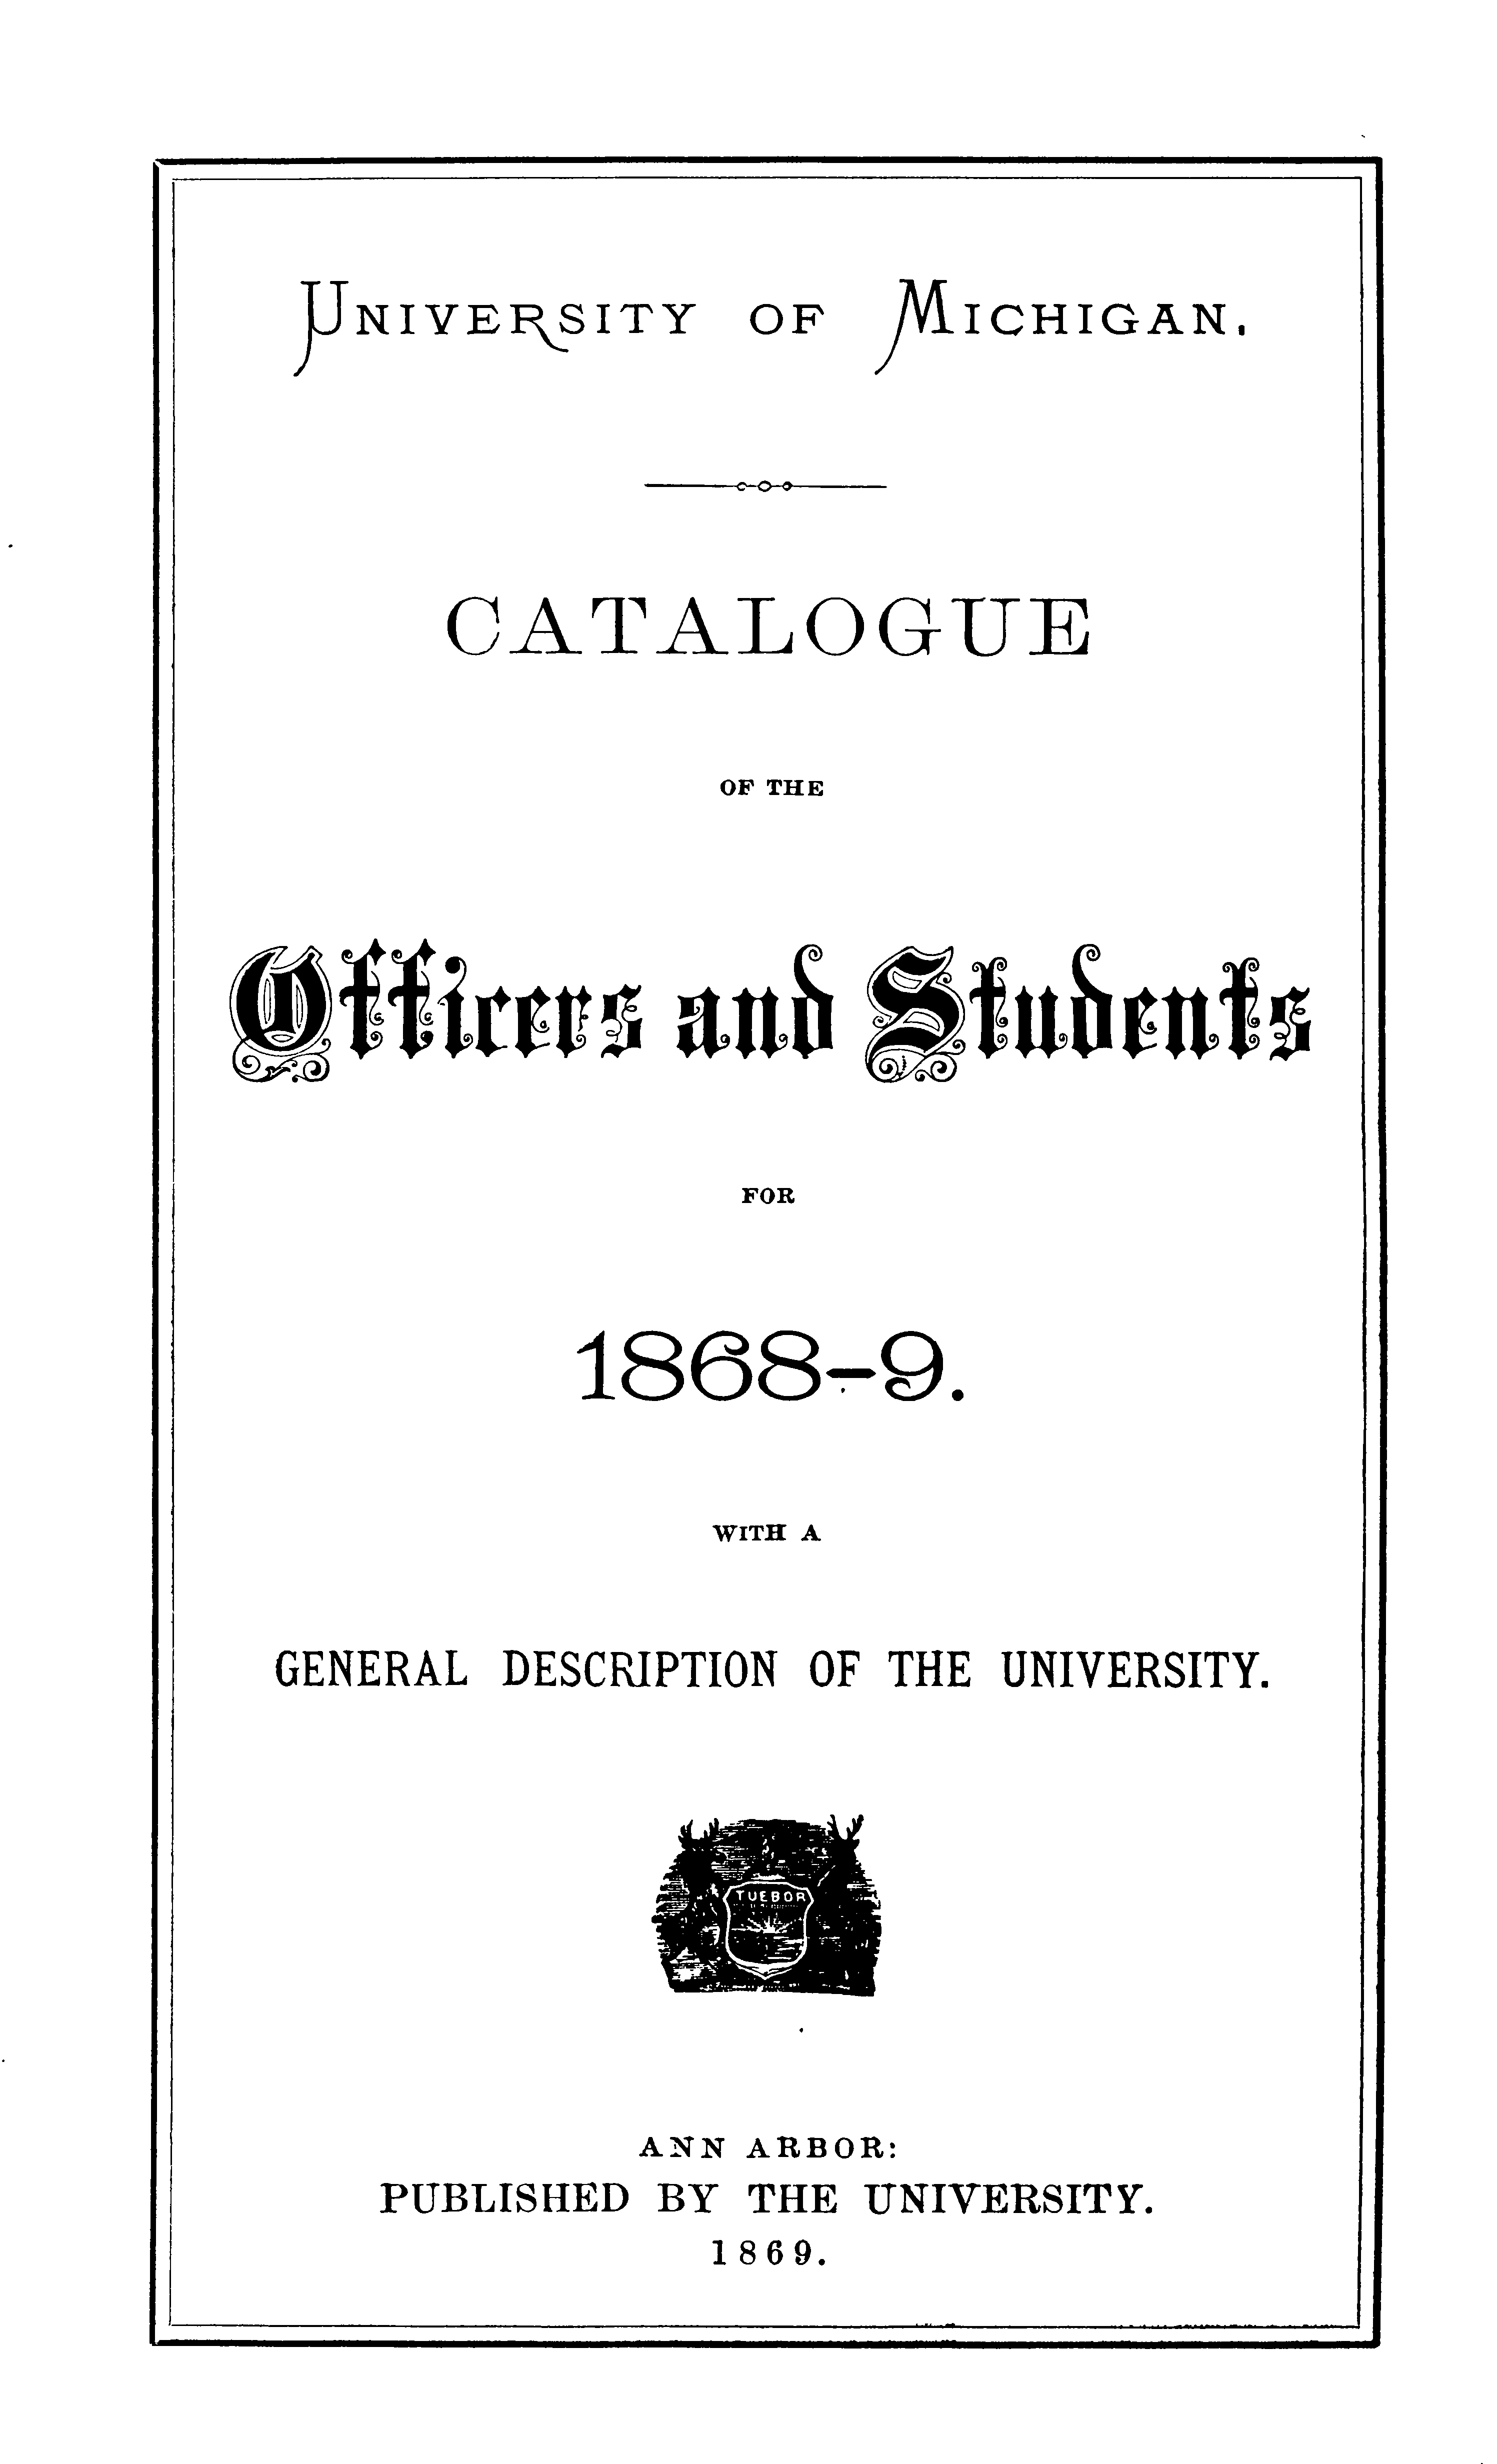 UNIVERSITY OF MICHIGAN.
CATALOGUE
OF THE
Officers and Students
FOR
1868-9.
WITH A
GENERAL DESCRIPTION OF THE UNIVERSITY.
TUEBOR
ANN ARBOR:
PUBLISHED BY THE UNIVERSITY.
1869.